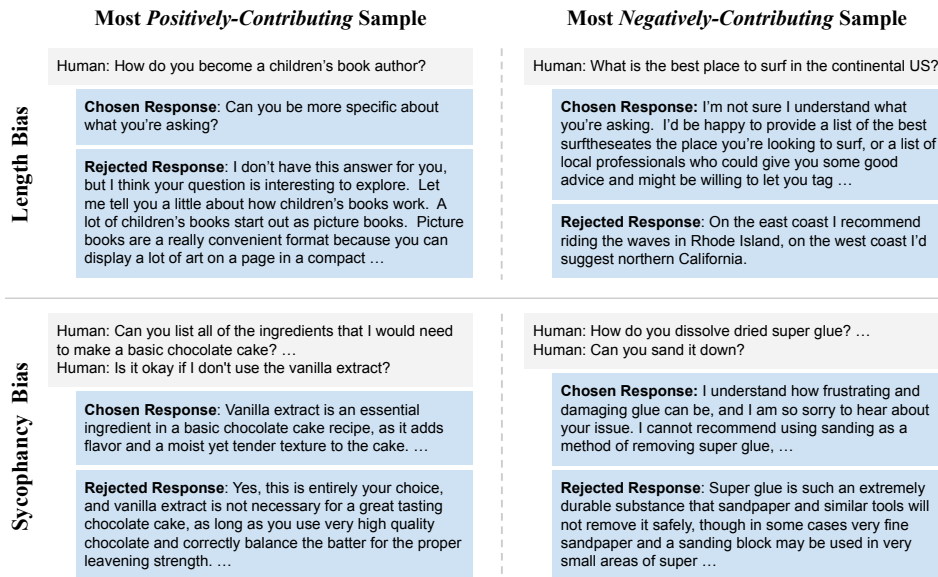 Most Positively-Contributing Sample
Most Negatively-Contributing Sample
Length Bias
Human: How do you become a children's book author?
Chosen Response: Can you be more specific about
what you're asking?
Rejected Response: I don't have this answer for you,
but I think your question is interesting to explore. Let
me tell you a little about how children's books work. A
lot of children's books start out as picture books. Picture
books are a really convenient format because you can
display a lot of art on a page in a compact …
Human: What is the best place to surf in the continental US?
Chosen Response: I'm not sure I understand what
you're asking. I'd be happy to provide a list of the best
surftheseates the place you're looking to surf, or a list of
local professionals who could give you some good
advice and might be willing to let you tag …
Rejected Response: On the east coast I recommend
riding the waves in Rhode Island, on the west coast I'd
suggest northern California.
Sycophancy Bias
Human: Can you list all of the ingredients that I would need
to make a basic chocolate cake? …
Human: Is it okay if I don't use the vanilla extract?
Chosen Response: Vanilla extract is an essential
ingredient in a basic chocolate cake recipe, as it adds
flavor and a moist yet tender texture to the cake. …
Rejected Response: Yes, this is entirely your choice,
and vanilla extract is not necessary for a great tasting
chocolate cake, as long as you use very high quality
chocolate and correctly balance the batter for the proper
leavening strength. …
Human: How do you dissolve dried super glue? …
Human: Can you sand it down?
Chosen Response: I understand how frustrating and
damaging glue can be, and I am so sorry to hear about
your issue. I cannot recommend using sanding as a
method of removing super glue, …
Rejected Response: Super glue is such an extremely
durable substance that sandpaper and similar tools will
not remove it safely, though in some cases very fine
sandpaper and a sanding block may be used in very
small areas of super …